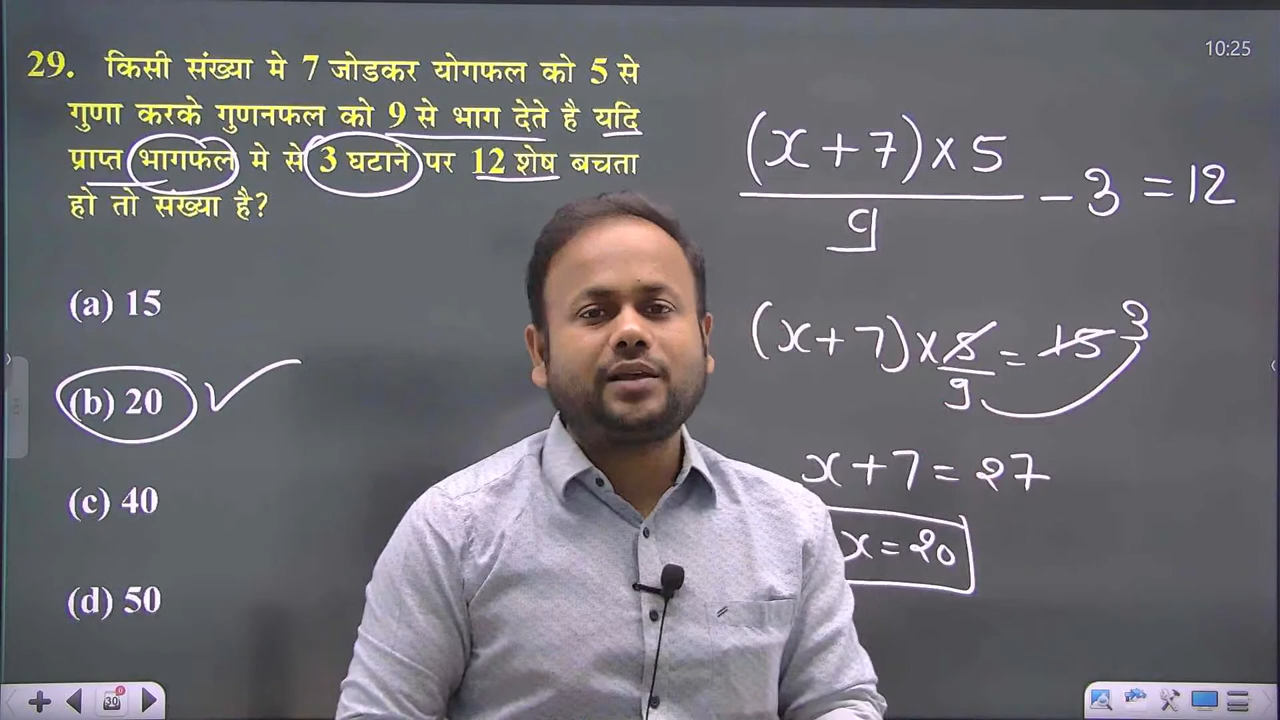 10:25
29. किसी संख्या मे 7 जोडकर योगफल को 5 से
गुणा करके गुणनफल को 9 से भाग देते है यदि
प्राप्त भागफल मे से 3 घटाने पर 12 शेष बचता
हो तो संख्या है?
(a) 15
(b) 20
(c) 40
(d) 50
(x+7)×5
9
-3=12
(x+7)×5 = 15 3
9
x+7=27
x=20
30